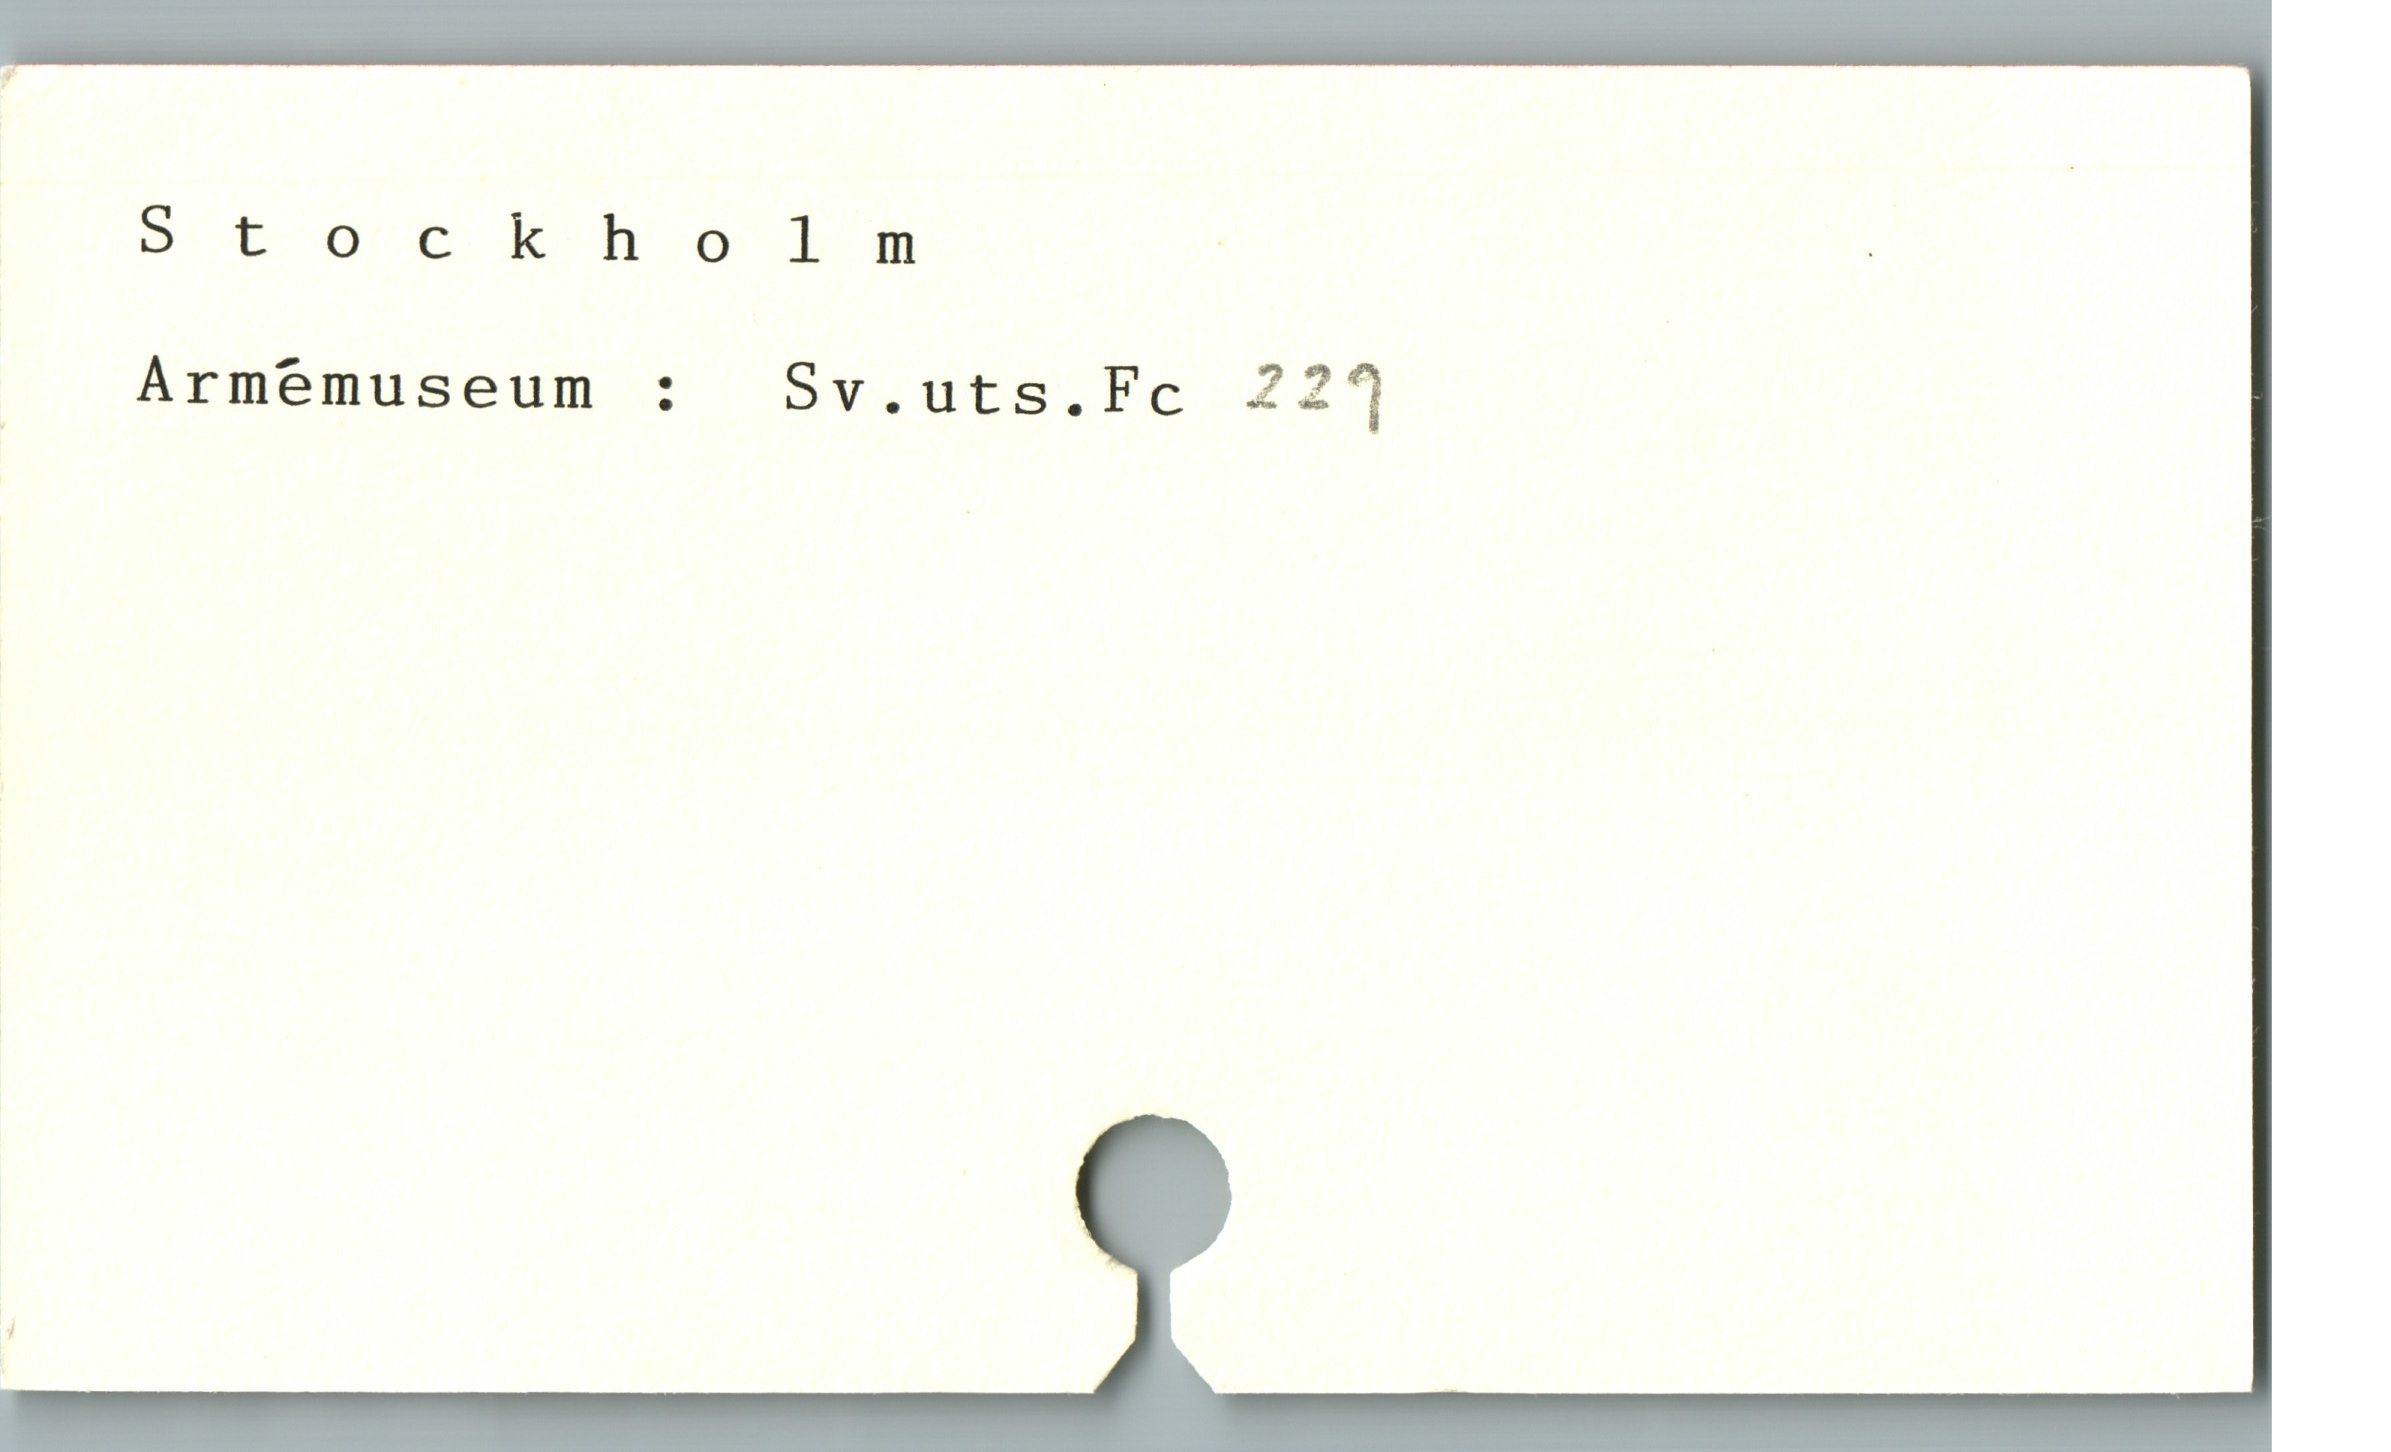 S t o c k h o l m
Armémuseum :  Sv.uts.Fc 229